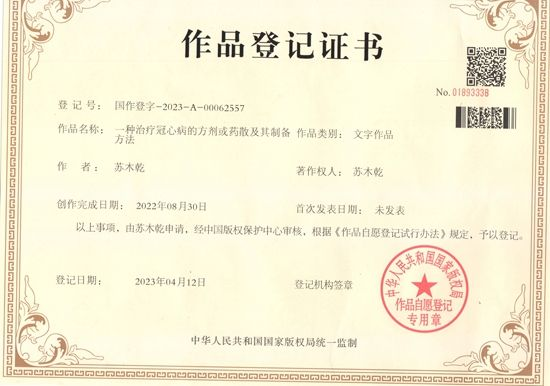 作品登记证书
No.01893338
登记号： 国作登字-2023-A-00062557
作品名称： 一种治疗冠心病的方剂或药散及其制备方法 作品类别： 文字作品
作者： 苏木乾 著作权人： 苏木乾
创作完成日期： 2022年08月30日 首次发表日期： 未发表
以上事项，由苏木乾申请，经中国版权保护中心审核，根据《作品自愿登记试行办法》规定，予以登记。
登记日期： 2023年04月12日 登记机构签章
中华人民共和国国家版权局
作品自愿登记
专用章
中华人民共和国国家版权局统一监制